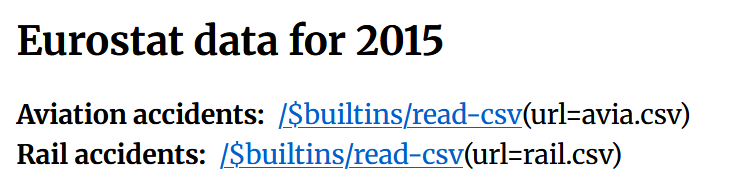 Eurostat data for 2015
Aviation accidents: /$builtins/read-csv(url=avia.csv)
Rail accidents: /$builtins/read-csv(url=rail.csv)